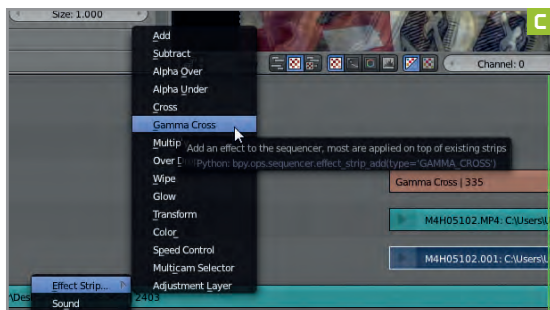 Size: 1.000
C
Add
Subtract
Alpha Over
Alpha Under
Cross
Gamma Cross
Multip
Over D
Wipe
Glow
Transform
Color
Speed Control
Multicam Selector
Adjustment Layer
Channel: 0
Add an effect to the sequencer, most are applied on top of existing strips
Python: bpy.ops.sequencer.effect_strip_add(type='GAMMA_CROSS')
Gamma Cross | 335
M4H05102.MP4: C:\Users\
M4H05102.001: C:\Users\
Effect Strip...
Sound
\Des
2403